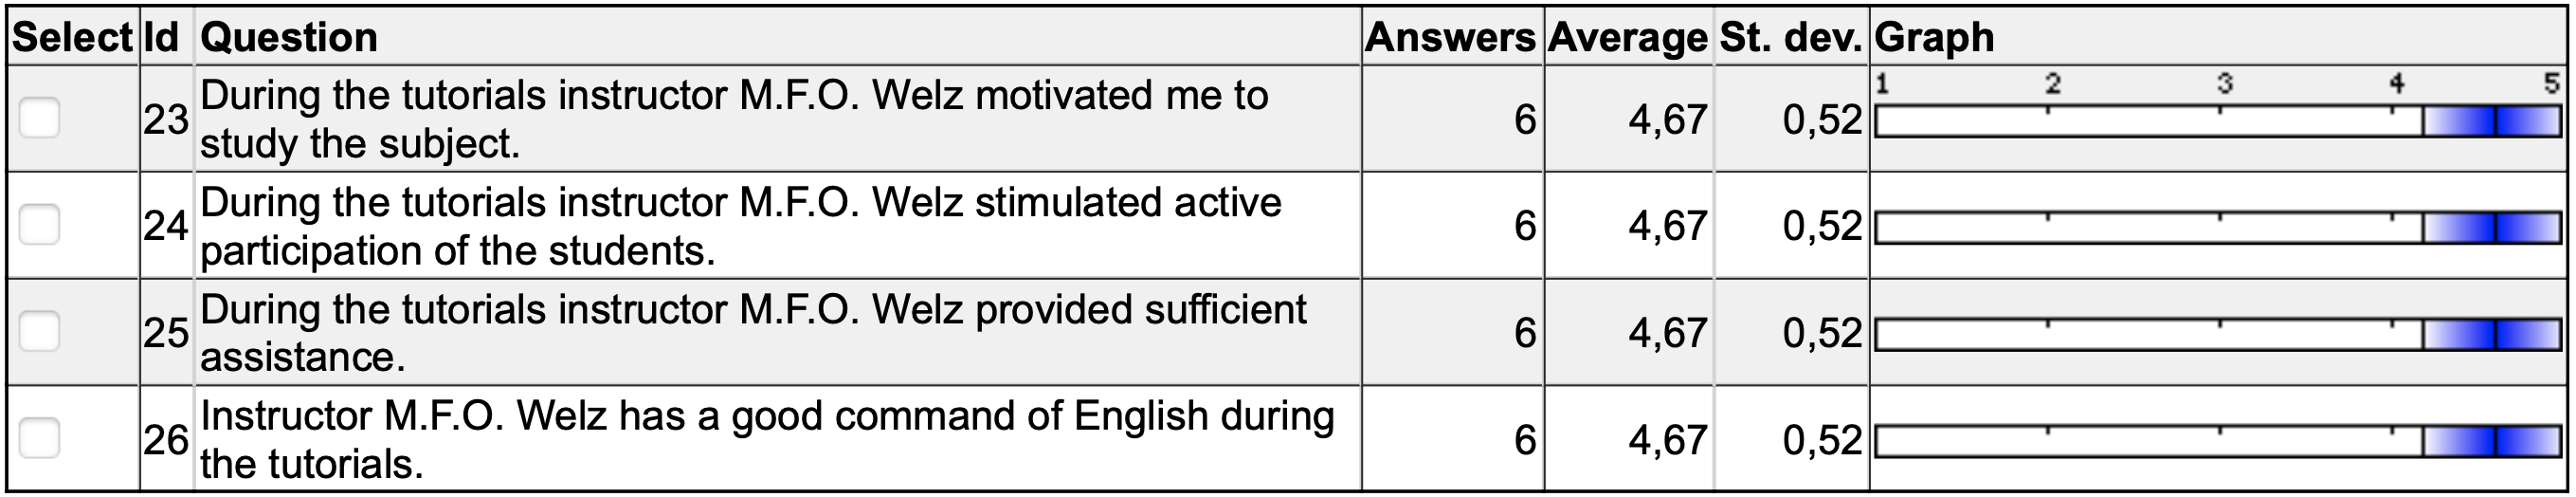 Select Id Question Answers Average St. dev. Graph
1 2 3 4 5
During the tutorials instructor M.F.O. Welz motivated me to
23 6 4,67 0,52
study the subject.
During the tutorials instructor M.F.O. Welz stimulated active
24 6 4,67 0,52
participation of the students.
During the tutorials instructor M.F.O. Welz provided sufficient
25 6 4,67 0,52
assistance.
Instructor M.F.O. Welz has a good command of English during
26 6 4,67 0,52
the tutorials.